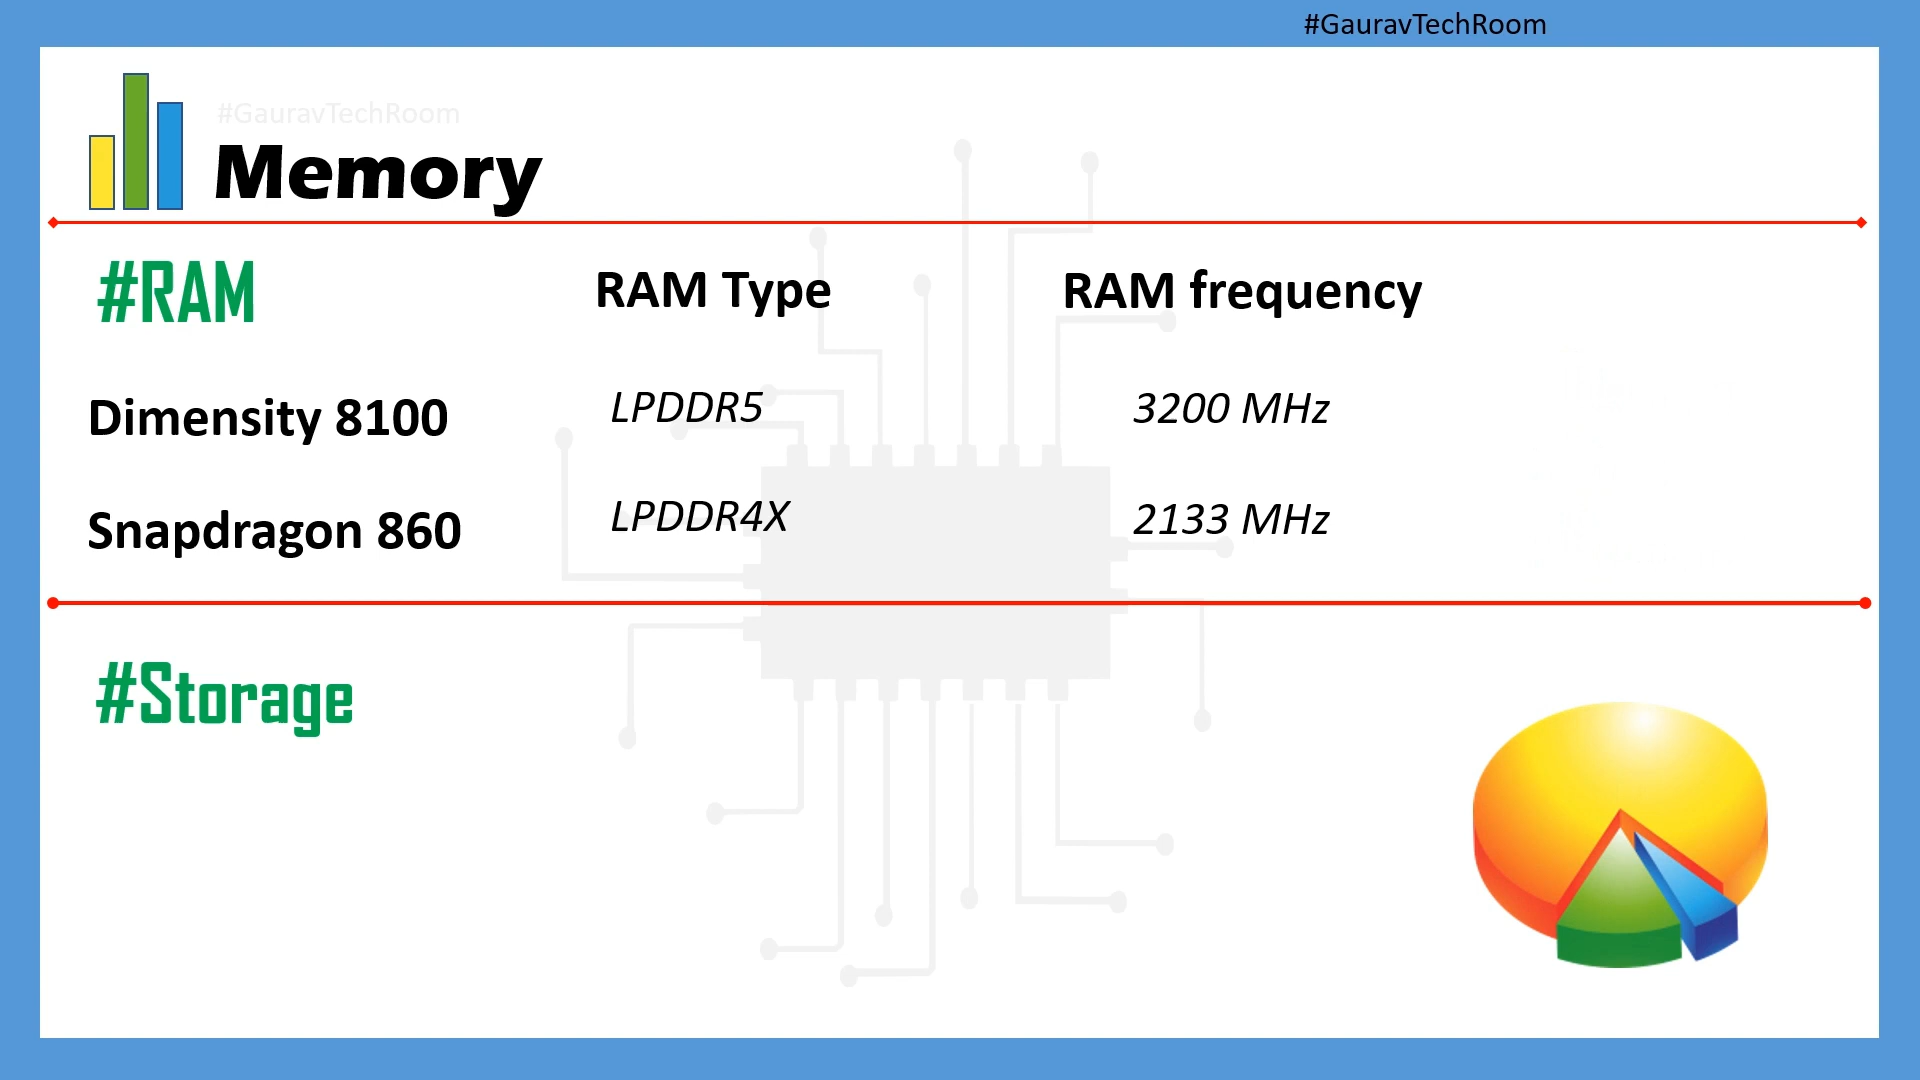 #GauravTechRoom
#GauravTechRoom
Memory
#RAM RAM Type RAM frequency
Dimensity 8100 LPDDR5 3200 MHz
Snapdragon 860 LPDDR4X 2133 MHz
#Storage